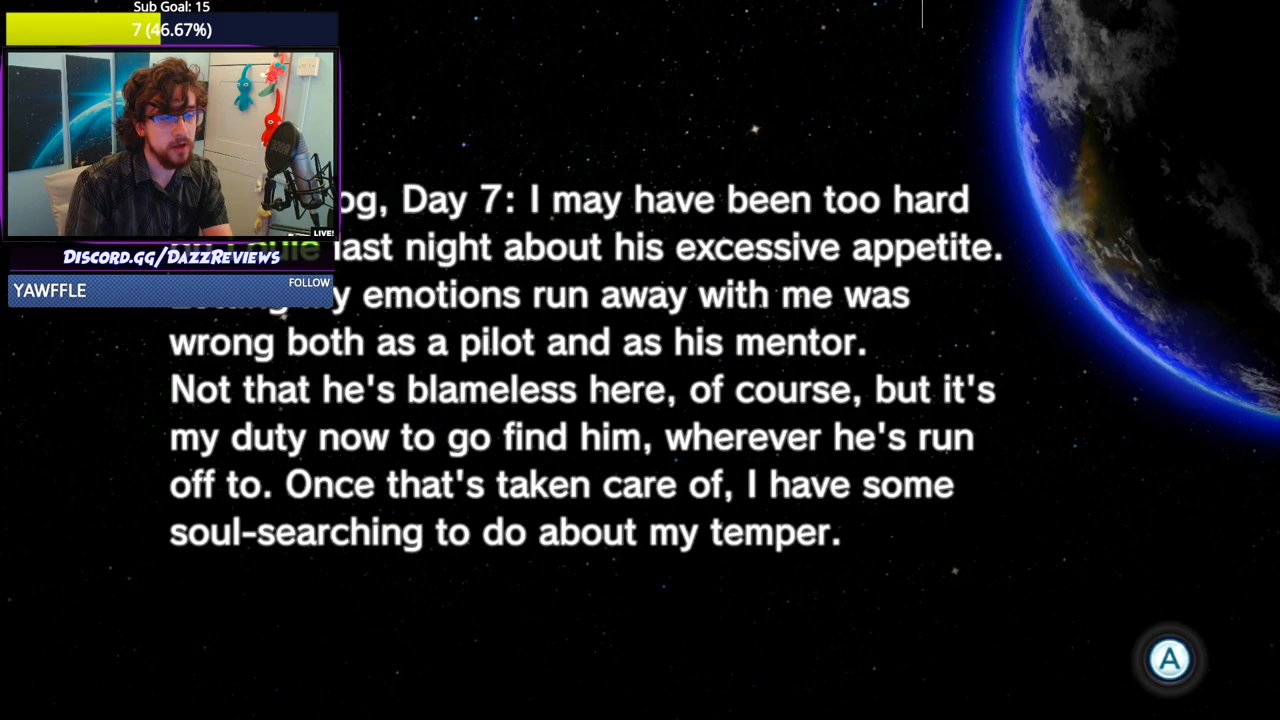 Sub Goal: 15
7 (46.67%)
LIVE!
DISCORD.GG/DAZZREVIEWS
YAWFFLE
FOLLOW
og, Day 7: I may have been too hard
last night about his excessive appetite.
emotions run away with me was
wrong both as a pilot and as his mentor.
Not that he's blameless here, of course, but it's
my duty now to go find him, wherever he's run
off to. Once that's taken care of, I have some
soul-searching to do about my temper.
A